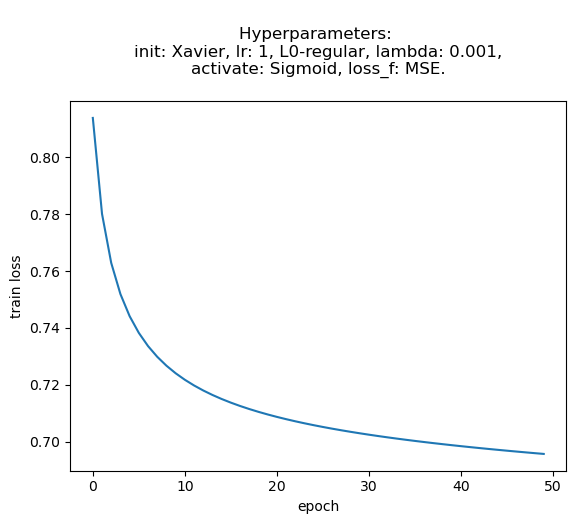 Hyperparameters:
init: Xavier, lr: 1, L0-regular, lambda: 0.001,
activate: Sigmoid, loss_f: MSE.
train loss
0.80
0.78
0.76
0.74
0.72
0.70
0
10
20
30
40
50
epoch